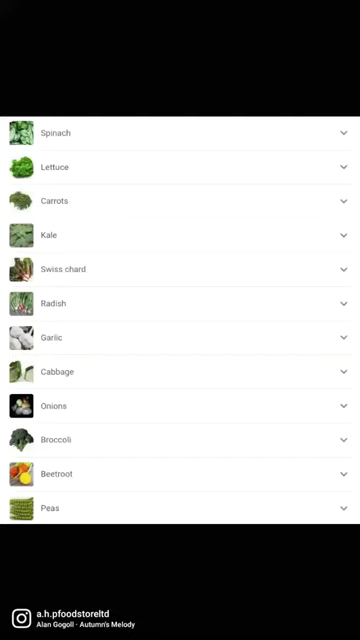 Spinach
Lettuce
Carrots
Kale
Swiss chard
Radish
Garlic
Cabbage
Onions
Broccoli
Beetroot
Peas
a.h.pfoodstoreltd
Alan Gogoll · Autumn's Melody